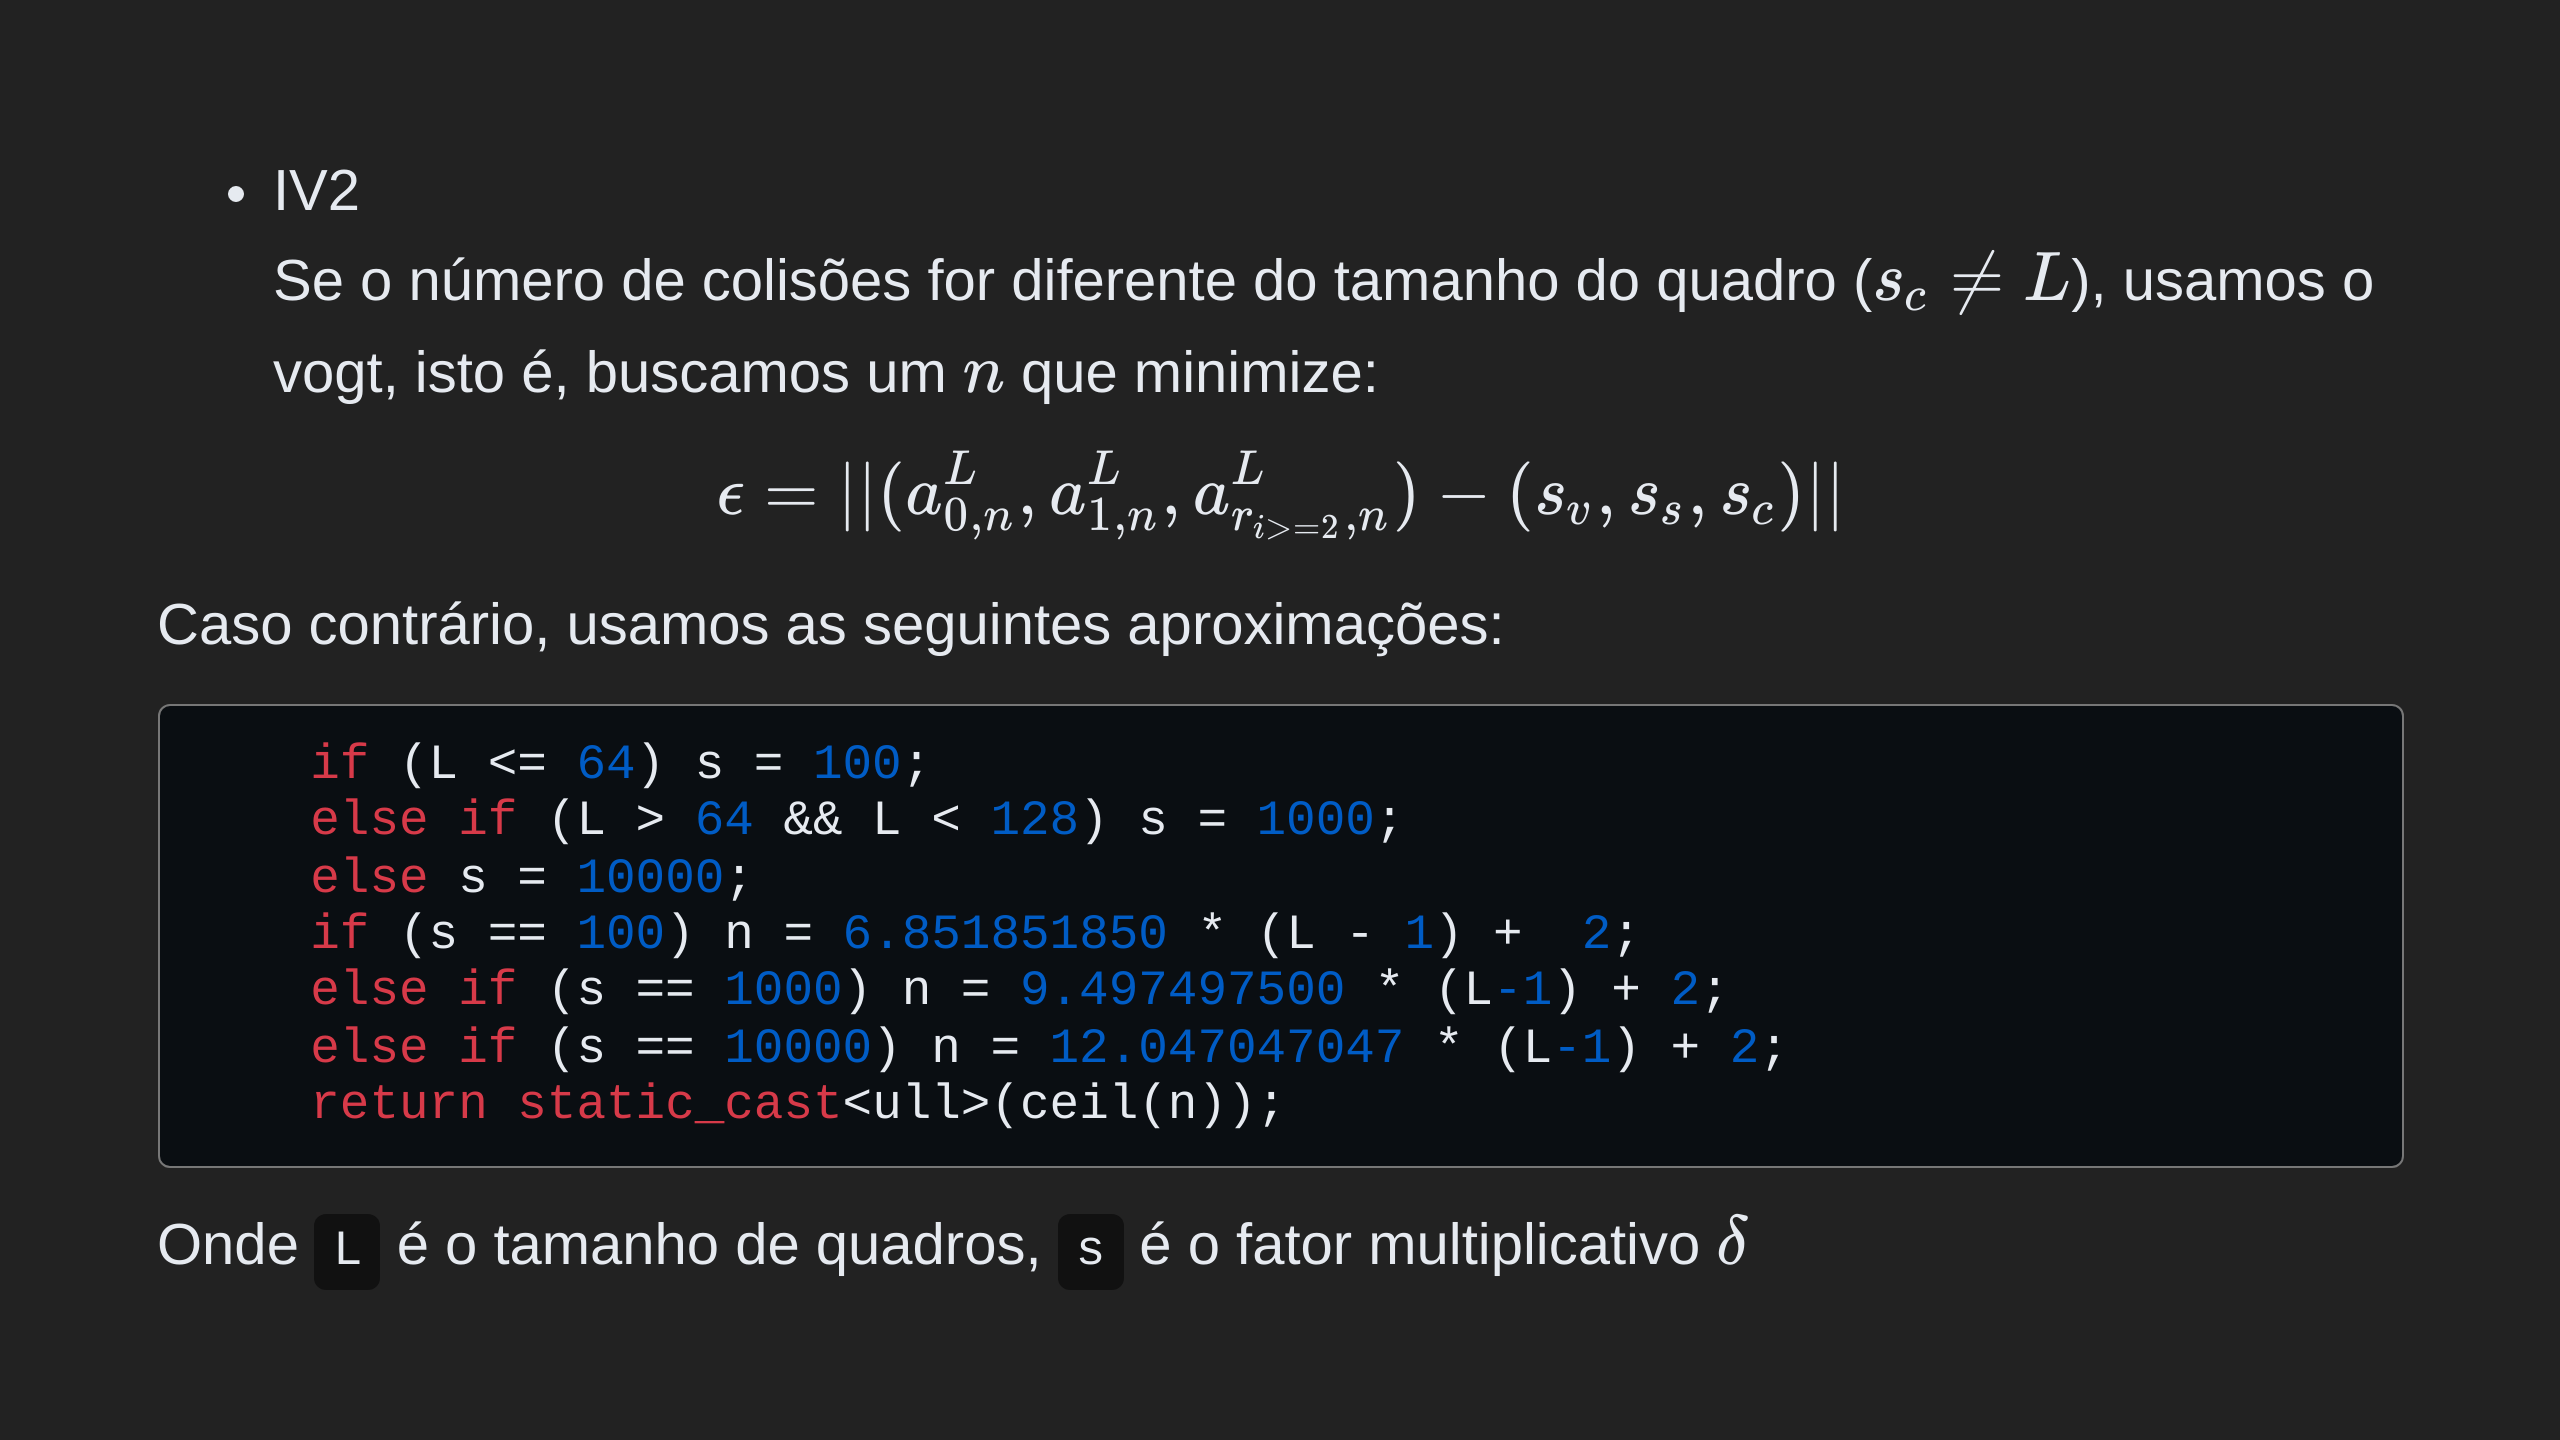 • IV2
Se o número de colisões for diferente do tamanho do quadro ($s_c \neq L$), usamos o
vogt, isto é, buscamos um $n$ que minimize:
$\epsilon = ||(a^L_{0,n}, a^L_{1,n}, a^L_{r_{i>=2},n}) - (s_v, s_s, s_c)||$
Caso contrário, usamos as seguintes aproximações:
if (L <= 64) s = 100;
else if (L > 64 && L < 128) s = 1000;
else s = 10000;
if (s == 100) n = 6.851851850 * (L - 1) +  2;
else if (s == 1000) n = 9.497497500 * (L-1) + 2;
else if (s == 10000) n = 12.047047047 * (L-1) + 2;
return static_cast<ull>(ceil(n));
Onde L é o tamanho de quadros, s é o fator multiplicativo $\delta$